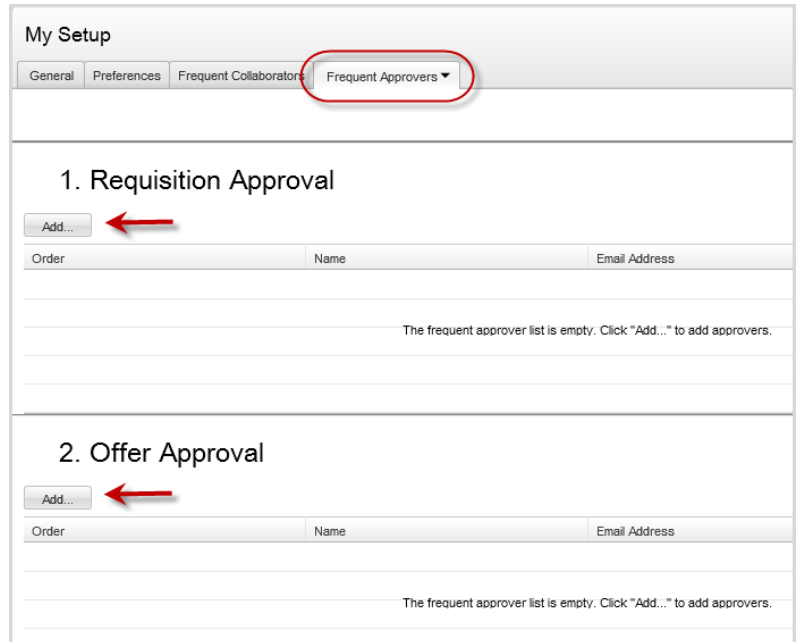 My Setup
General Preferences Frequent Collaborators Frequent Approvers
1. Requisition Approval
Add...
Order Name Email Address
The frequent approver list is empty. Click "Add..." to add approvers.
2. Offer Approval
Add...
Order Name Email Address
The frequent approver list is empty. Click "Add..." to add approvers.